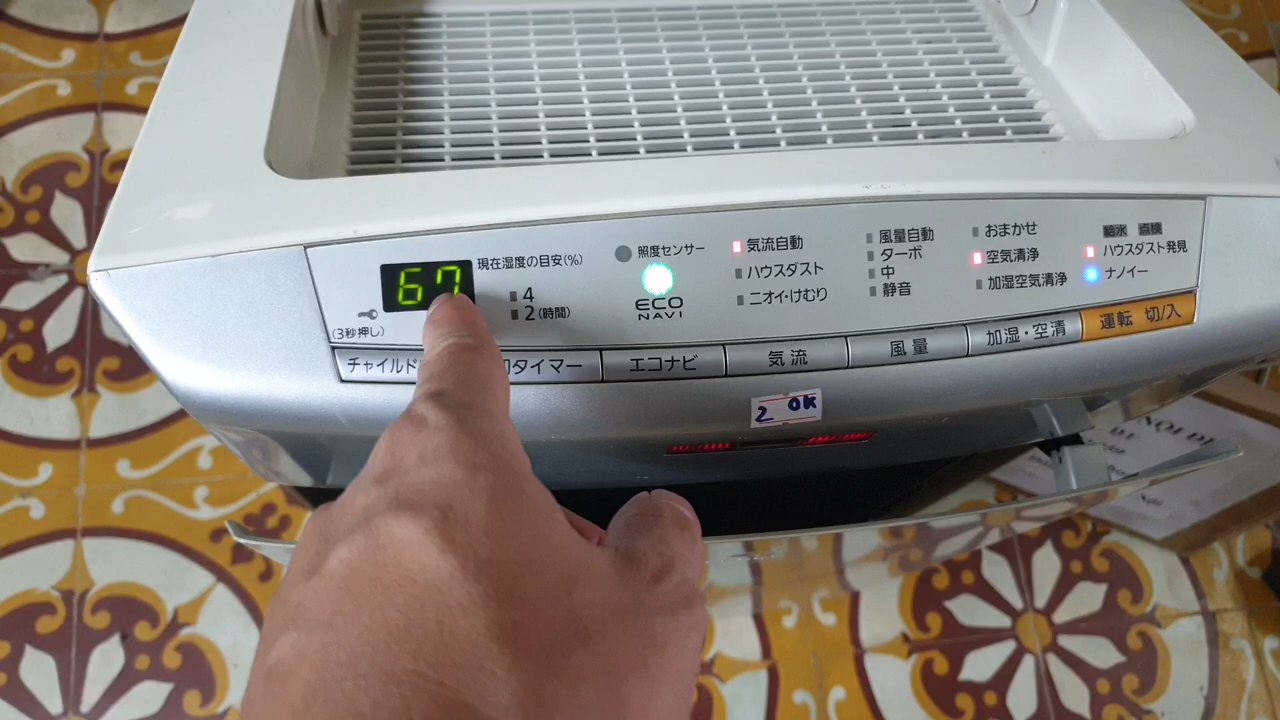 67
現在湿度の目安(%)
4
2(時間)
(3秒押し)
照度センサー
ECO
NAVI
気流自動
ハウスダスト
ニオイ・けむり
風量自動
ターボ
中
静音
おまかせ
空気清浄
加湿空気清浄
給水 点検
ハウスダスト発見
ナノイー
チャイルド
切タイマー
エコナビ
気流
風量
加湿・空清
運転 切/入
2 OK